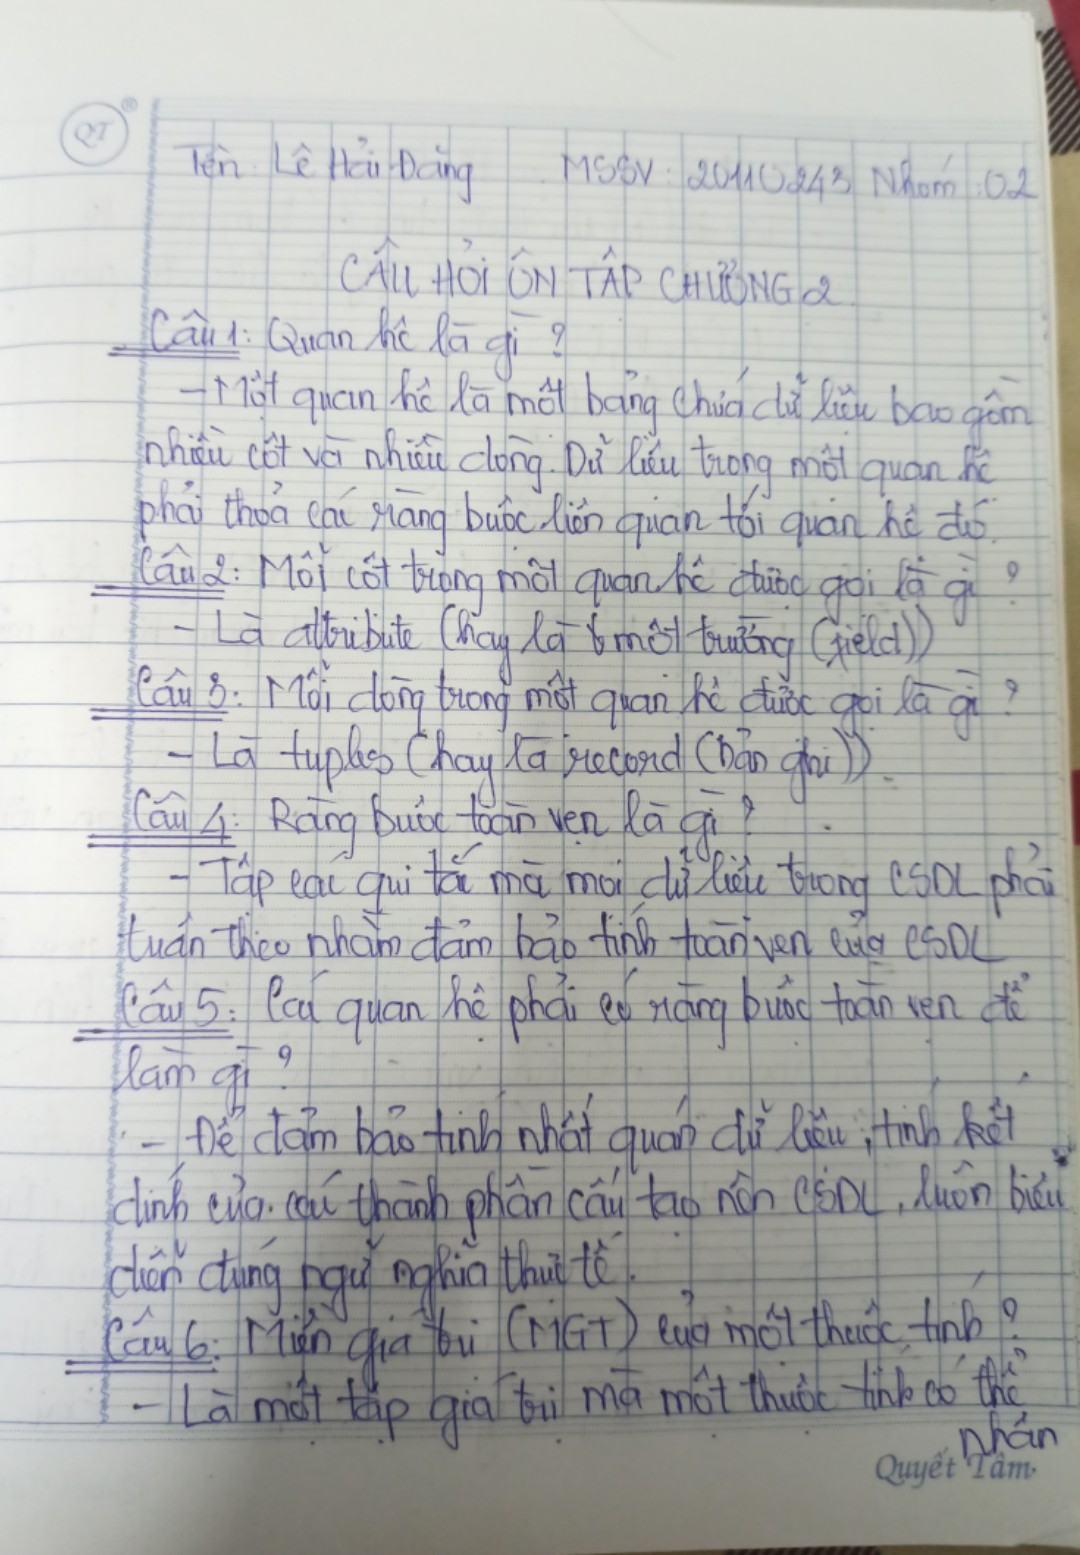 QT
Tên: Lê Hải Đăng MSSV: 20110243 Nhóm: 02
CÂU HỎI ÔN TẬP CHƯƠNG 2
Câu 1: Quan hệ là gì?
- Một quan hệ là một bảng chứa dữ liệu bao gồm
nhiều cột và nhiều dòng. Dữ liệu trong một quan hệ
phải thoả các ràng buộc liên quan tới quan hệ đó.
Câu 2: Mỗi cột trong một quan hệ được gọi là gì?
- Là attribute (hay là một trường (field))
Câu 3: Mỗi dòng trong một quan hệ được gọi là gì?
- Là tuples (hay là record (bản ghi)).
Câu 4: Ràng buộc toàn vẹn là gì?
- Tập các qui tắc mà mọi dữ liệu trong CSDL phải
tuân theo nhằm đảm bảo tính toàn vẹn của CSDL
Câu 5: Các quan hệ phải có ràng buộc toàn vẹn để
làm gì?
- Để đảm bảo tính nhất quán dữ liệu, tính kết
dính của các thành phần cấu tạo nên CSDL, luôn biểu
diễn đúng ngữ nghĩa thực tế.
Câu 6: Miền giá trị (MGT) của một thuộc tính?
- Là một tập giá trị mà một thuộc tính có thể
nhận
Quyết Tâm